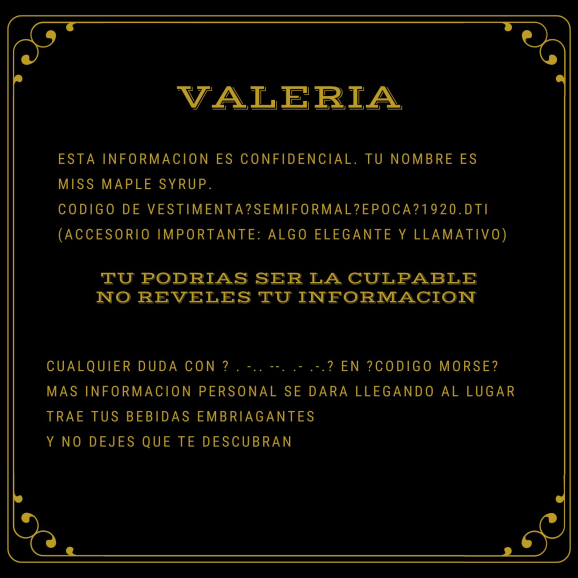 VALERIA
ESTA INFORMACION ES CONFIDENCIAL. TU NOMBRE ES
MISS MAPLE SYRUP.
CODIGO DE VESTIMENTA?SEMIFORMAL?EPOCA?1920.DTI
(ACCESORIO IMPORTANTE: ALGO ELEGANTE Y LLAMATIVO)
TU PODRIAS SER LA CULPABLE
NO REVELES TU INFORMACION
CUALQUIER DUDA CON ? . -.. --. .- .-.? EN ?CODIGO MORSE?
MAS INFORMACION PERSONAL SE DARA LLEGANDO AL LUGAR
TRAE TUS BEBIDAS EMBRIAGANTES
Y NO DEJES QUE TE DESCUBRAN